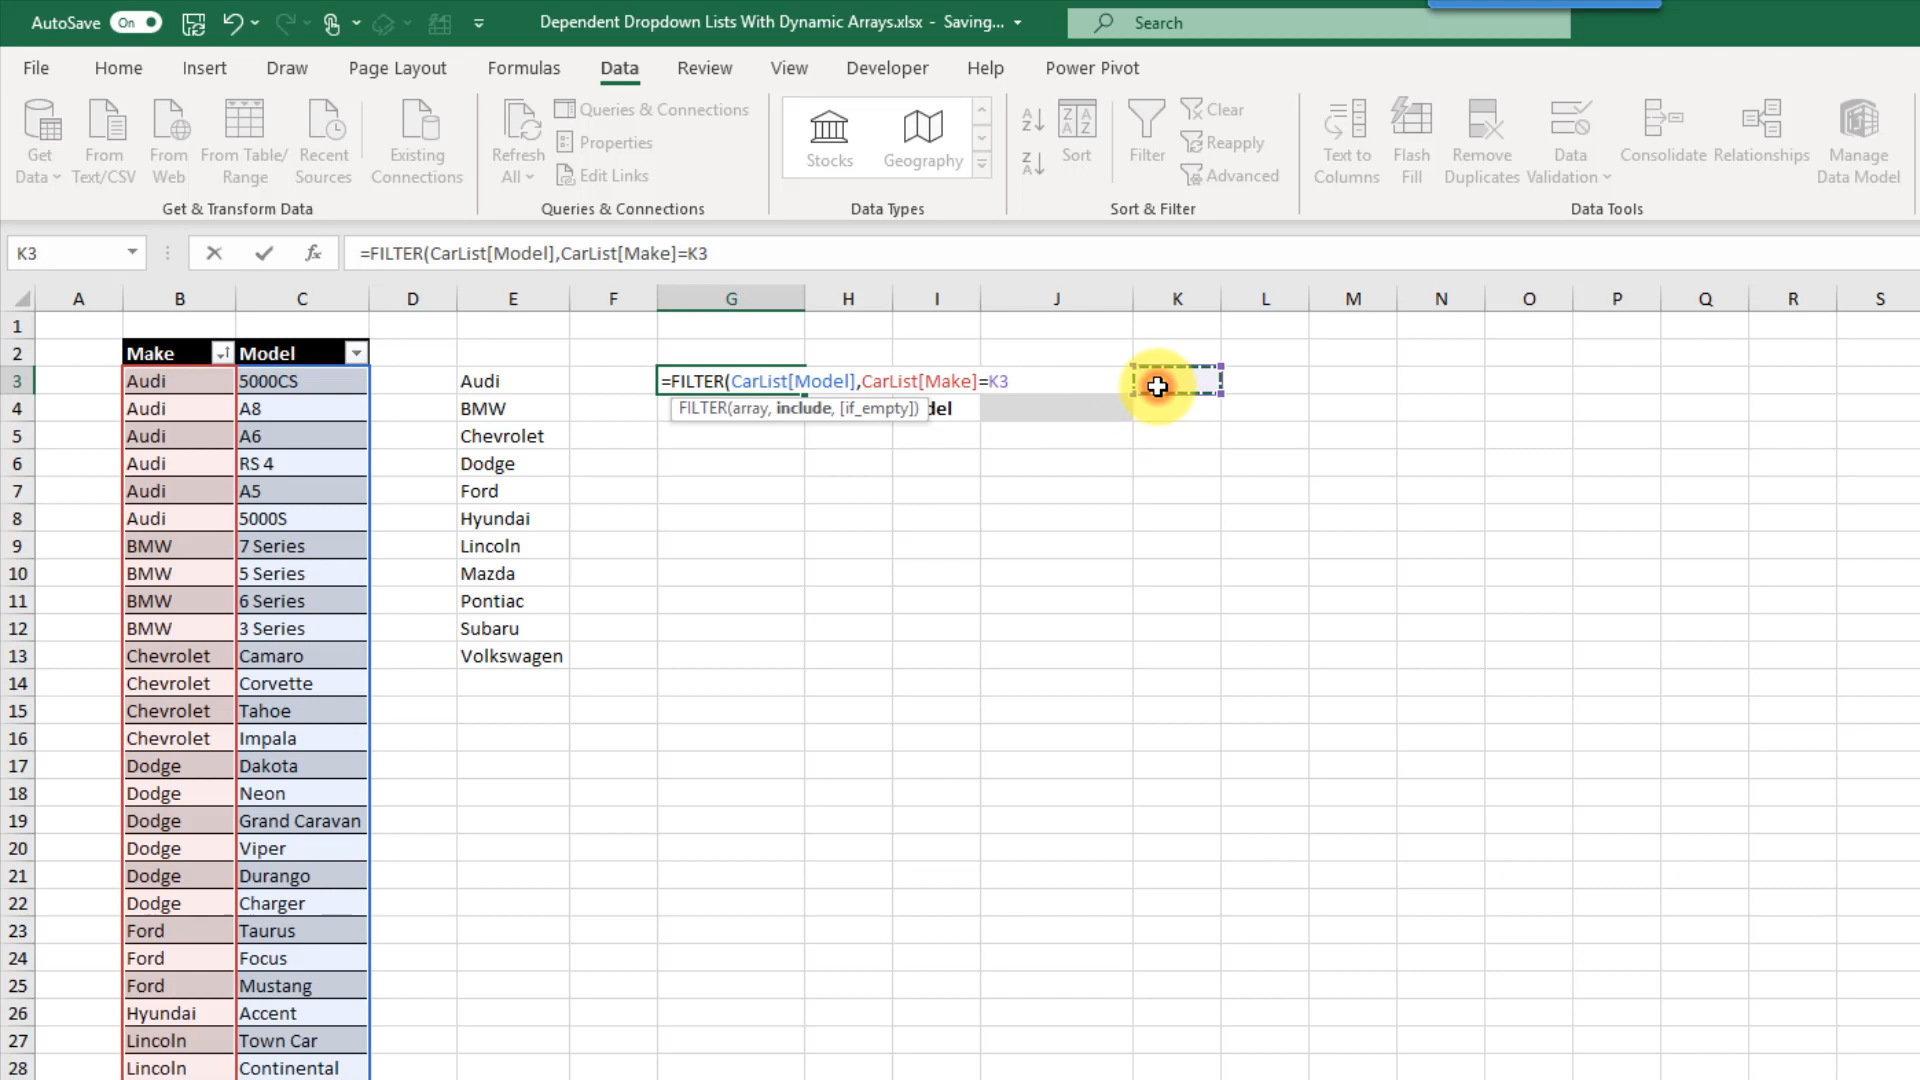 AutoSave On Dependent Dropdown Lists With Dynamic Arrays.xlsx - Saving... Search
File Home Insert Draw Page Layout Formulas Data Review View Developer Help Power Pivot
Get Data
From Text/CSV
From Web
From Table/ Range
Recent Sources
Existing Connections
Get & Transform Data
Refresh All
Queries & Connections
Properties
Edit Links
Queries & Connections
Stocks
Geography
Data Types
Sort
Filter
Clear
Reapply
Advanced
Sort & Filter
Text to Columns
Flash Fill
Remove Duplicates
Data Validation
Consolidate
Relationships
Manage Data Model
Data Tools
K3 fx =FILTER(CarList[Model],CarList[Make]=K3
A B C D E F G H I J K L M N O P Q R S
1
2 Make Model
3 Audi 5000CS Audi =FILTER(CarList[Model],CarList[Make]=K3
4 Audi A8 BMW FILTER(array, include, [if_empty]) del
5 Audi A6 Chevrolet
6 Audi RS 4 Dodge
7 Audi A5 Ford
8 Audi 5000S Hyundai
9 BMW 7 Series Lincoln
10 BMW 5 Series Mazda
11 BMW 6 Series Pontiac
12 BMW 3 Series Subaru
13 Chevrolet Camaro Volkswagen
14 Chevrolet Corvette
15 Chevrolet Tahoe
16 Chevrolet Impala
17 Dodge Dakota
18 Dodge Neon
19 Dodge Grand Caravan
20 Dodge Viper
21 Dodge Durango
22 Dodge Charger
23 Ford Taurus
24 Ford Focus
25 Ford Mustang
26 Hyundai Accent
27 Lincoln Town Car
28 Lincoln Continental